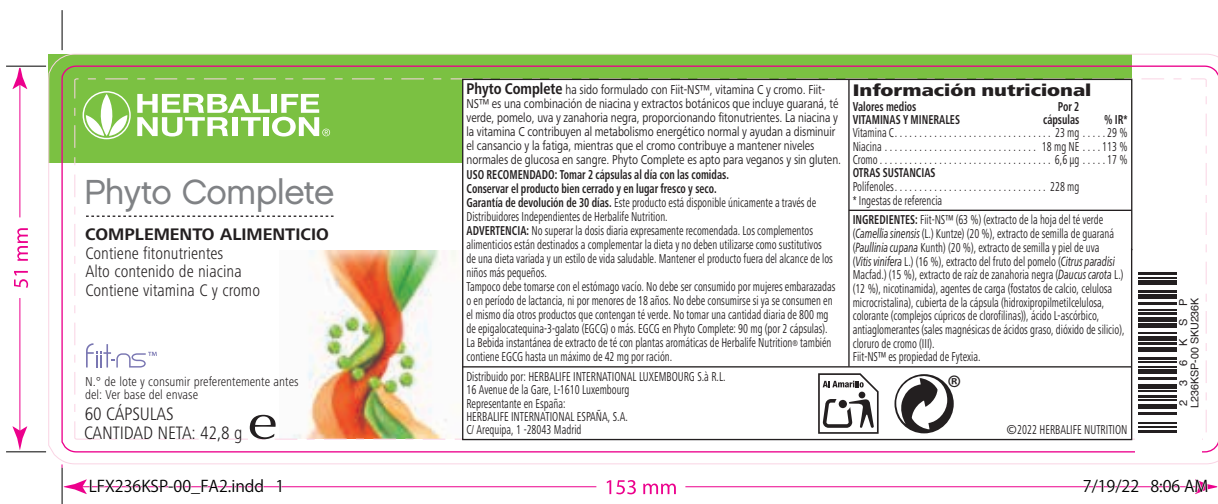 HERBALIFE
NUTRITION®
Phyto Complete
COMPLEMENTO ALIMENTICIO
Contiene fitonutrientes
Alto contenido de niacina
Contiene vitamina C y cromo
fiit-ns™
N.° de lote y consumir preferentemente antes
del: Ver base del envase
60 CÁPSULAS
CANTIDAD NETA: 42,8 g e
Phyto Complete ha sido formulado con Fiit-NS™, vitamina C y cromo. Fiit-
NS™ es una combinación de niacina y extractos botánicos que incluye guaraná, té
verde, pomelo, uva y zanahoria negra, proporcionando fitonutrientes. La niacina y
la vitamina C contribuyen al metabolismo energético normal y ayudan a disminuir
el cansancio y la fatiga, mientras que el cromo contribuye a mantener niveles
normales de glucosa en sangre. Phyto Complete es apto para veganos y sin gluten.
USO RECOMENDADO: Tomar 2 cápsulas al día con las comidas.
Conservar el producto bien cerrado y en lugar fresco y seco.
Garantía de devolución de 30 días. Este producto está disponible únicamente a través de
Distribuidores Independientes de Herbalife Nutrition.
ADVERTENCIA: No superar la dosis diaria expresamente recomendada. Los complementos
alimenticios están destinados a complementar la dieta y no deben utilizarse como sustitutivos
de una dieta variada y un estilo de vida saludable. Mantener el producto fuera del alcance de los
niños más pequeños.
Tampoco debe tomarse con el estómago vacío. No debe ser consumido por mujeres embarazadas
o en período de lactancia, ni por menores de 18 años. No debe consumirse si ya se consumen en
el mismo día otros productos que contengan té verde. No tomar una cantidad diaria de 800 mg
de epigalocatequina-3-galato (EGCG) o más. EGCG en Phyto Complete: 90 mg (por 2 cápsulas).
La Bebida instantánea de extracto de té con plantas aromáticas de Herbalife Nutrition® también
contiene EGCG hasta un máximo de 42 mg por ración.
Distribuido por: HERBALIFE INTERNATIONAL LUXEMBOURG S.à R.L.
16 Avenue de la Gare, L-1610 Luxembourg
Representante en España:
HERBALIFE INTERNATIONAL ESPAÑA, S.A.
C/ Arequipa, 1 -28043 Madrid
Información nutricional
Valores medios Por 2
VITAMINAS Y MINERALES cápsulas % IR*
Vitamina C 23 mg 29 %
Niacina 18 mg NE 113 %
Cromo 6,6 µg 17 %
OTRAS SUSTANCIAS
Polifenoles 228 mg
* Ingestas de referencia
INGREDIENTES: Fiit-NS™ (63 %) (extracto de la hoja del té verde
(Camellia sinensis (L.) Kuntze) (20 %), extracto de semilla de guaraná
(Paullinia cupana Kunth) (20 %), extracto de semilla y piel de uva
(Vitis vinifera L.) (16 %), extracto del fruto del pomelo (Citrus paradisi
Macfad.) (15 %), extracto de raíz de zanahoria negra (Daucus carota L.)
(12 %), nicotinamida), agentes de carga (fosfatos de calcio, celulosa
microcristalina), cubierta de la cápsula (hidroxipropilmetilcelulosa,
colorante (complejos cúpricos de clorofilinas)), ácido L-ascórbico,
antiaglomerantes (sales magnésicas de ácidos graso, dióxido de silicio),
cloruro de cromo (III).
Fiit-NS™ es propiedad de Fytexia.
Al Amarillo
®
©2022 HERBALIFE NUTRITION
236KSP
L236KSP-00 SKU236K
51 mm
LFX236KSP-00_FA2.indd 1
153 mm
7/19/22 8:06 AM